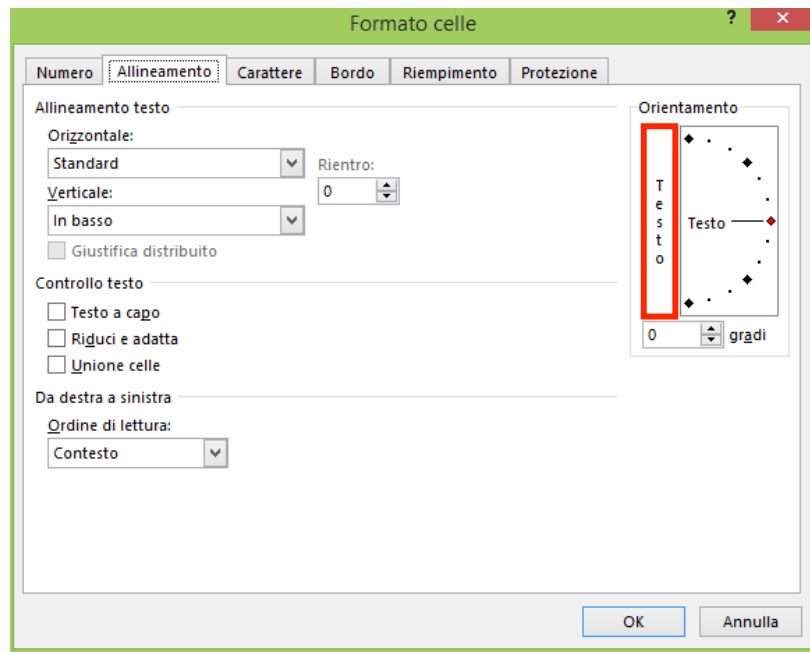 Formato celle
?
Numero
Allineamento
Carattere
Bordo
Riempimento
Protezione
Allineamento testo
Orizzontale:
Standard
Rientro:
0
Verticale:
In basso
Giustifica distribuito
Controllo testo
Testo a capo
Riduci e adatta
Unione celle
Da destra a sinistra
Ordine di lettura:
Contesto
Orientamento
Testo
Testo
0 gradi
OK
Annulla